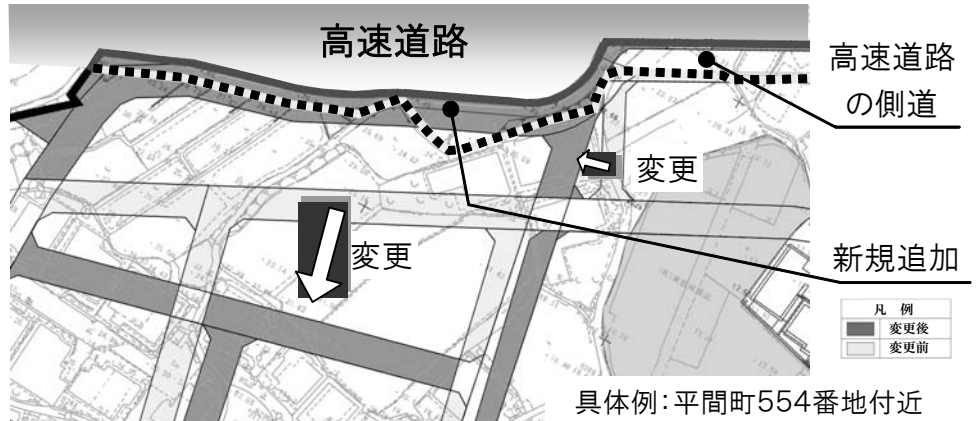 高速道路
高速道路
の側道
変更
変更
新規追加
凡 例
変更後
変更前
具体例:平間町554番地付近